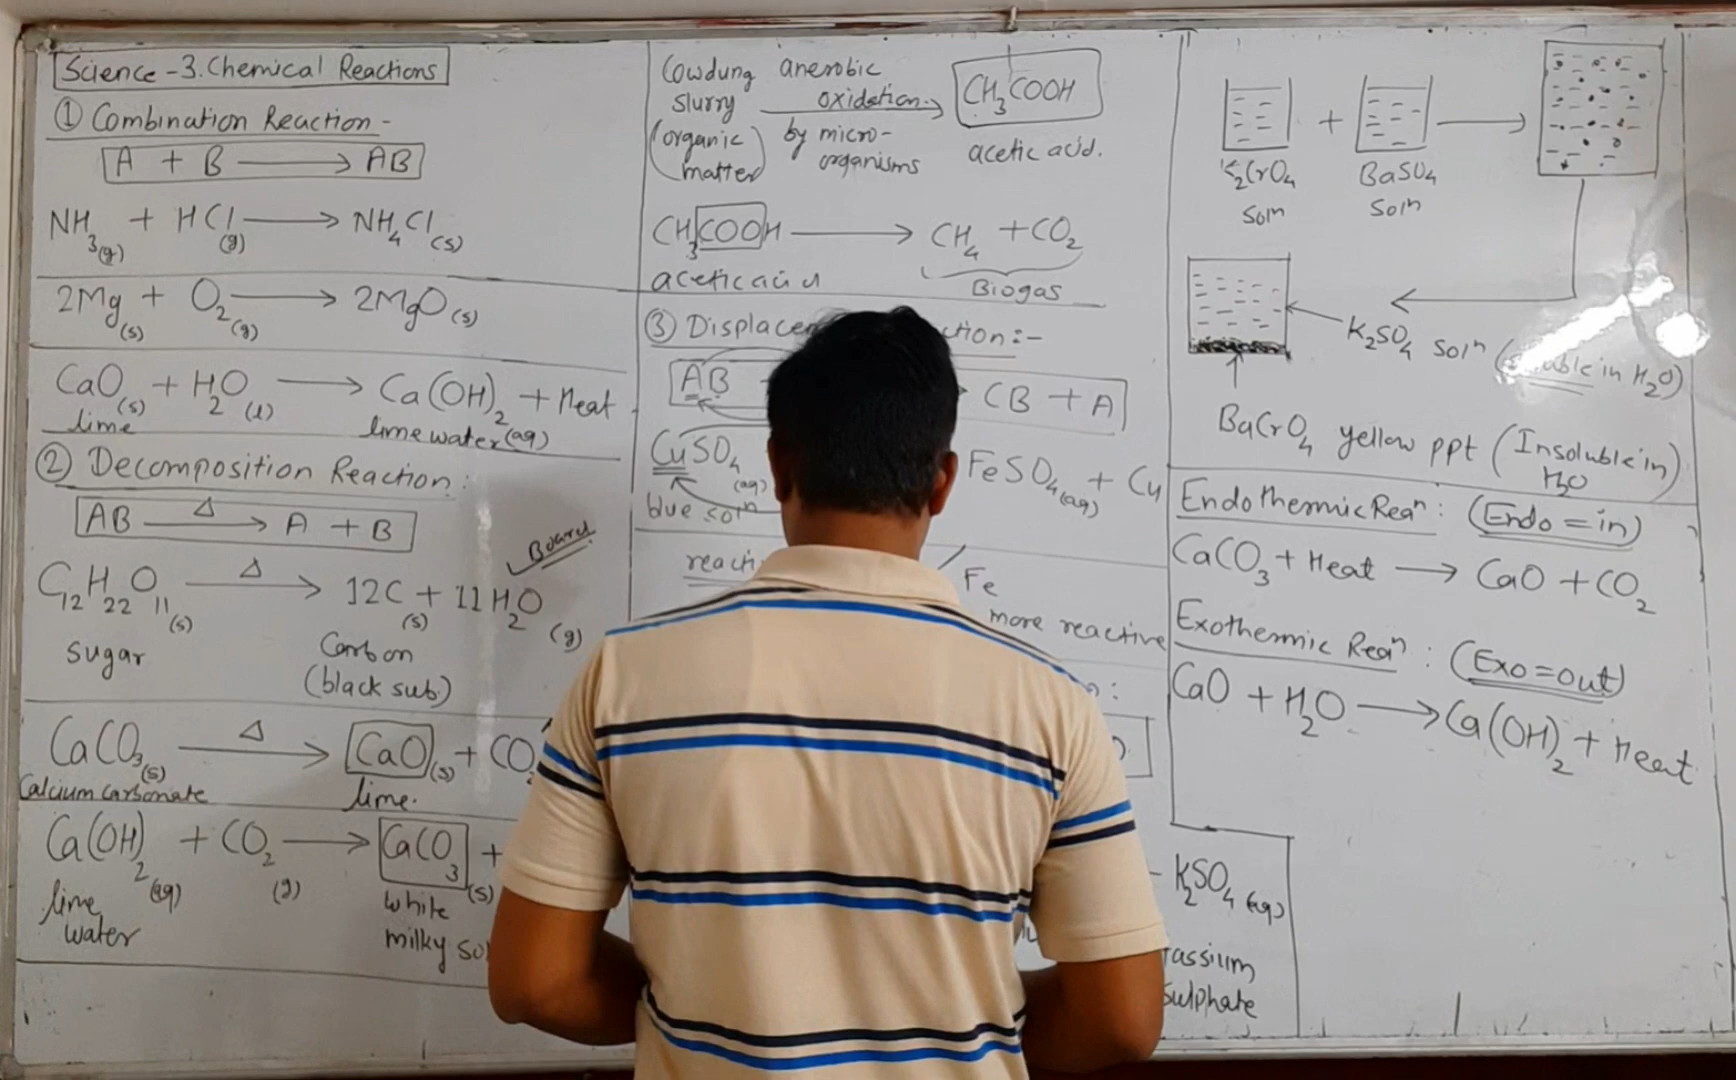 Science - 3. Chemical Reactions
① Combination Reaction -
A + B ⟶ AB
NH3(g) + HCl(g) ⟶ NH4Cl(s)
2Mg(s) + O2(g) ⟶ 2MgO(s)
CaO(s) + H2O(l) ⟶ Ca(OH)2 + Heat
lime lime water (aq)
② Decomposition Reaction:
AB ⟶Δ A + B
Board
C12H22O11(s) ⟶Δ 12C(s) + 11H2O(g)
sugar Carbon
(black sub.)
CaCO3(s) ⟶Δ CaO(s) + CO2
Calcium carbonate lime.
Ca(OH)2(aq) + CO2(g) ⟶ CaCO3(s) +
lime white
water milky
Cowdung anerobic
slurry oxidation ⟶ CH3COOH
(organic by micro- acetic acid.
matter) organisms
CH3COOH ⟶ CH4 + CO2
acetic acid Biogas
③ tion:-
AB CB + A
CuSO4(aq) FeSO4(aq) + Cu
blue soln
Fe
more reactive
K2SO4(aq)
Sulphate
+ ⟶
K2CrO4 BaSO4
Soln Soln
K2SO4 Soln ( in H2O)
BaCrO4 yellow ppt (Insoluble in)
H2O
Endothermic Rean: (Endo = in)
CaCO3 + Heat ⟶ CaO + CO2
Exothermic Rean: (Exo = out)
CaO + H2O ⟶ Ca(OH)2 + Heat